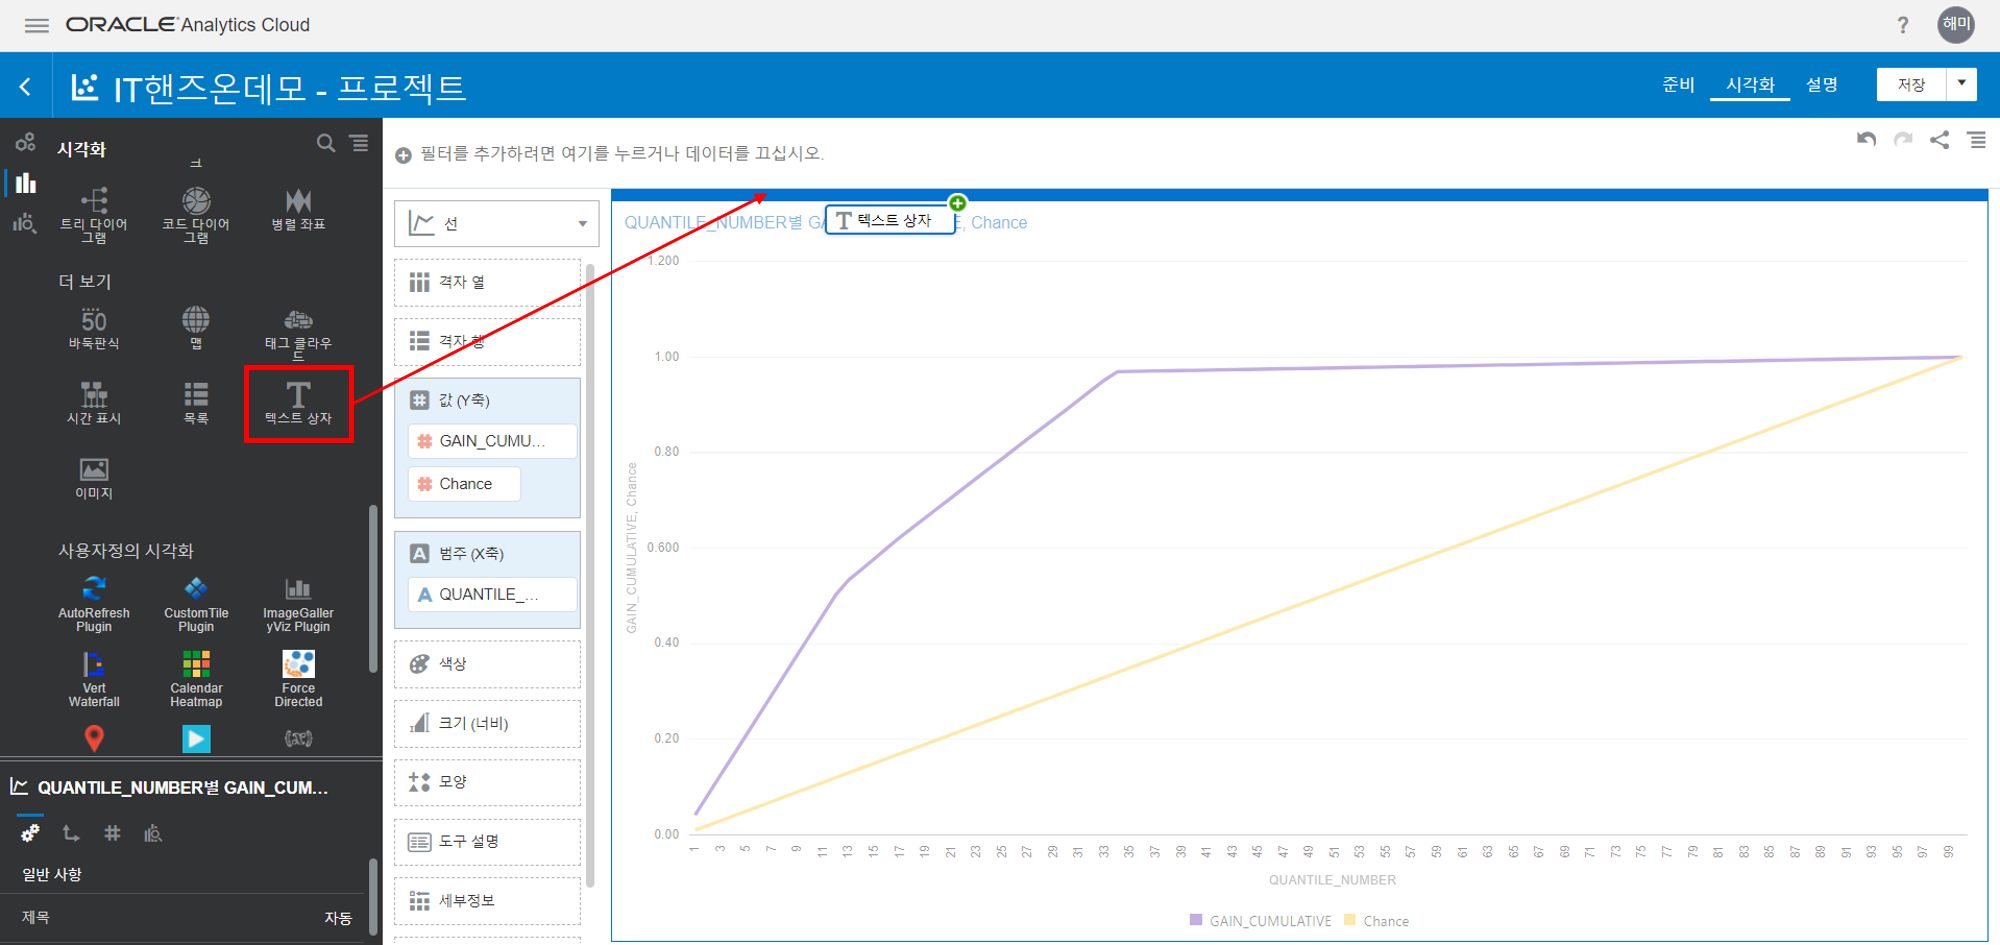 ORACLE Analytics Cloud
?
해미
IT핸즈온데모 - 프로젝트
준비
시각화
설명
저장
시각화
크
트리 다이어
그램
코드 다이어
그램
병렬 좌표
더 보기
50
바둑판식
맵
태그 클라우
드
시간 표시
목록
T
텍스트 상자
이미지
사용자정의 시각화
AutoRefresh
Plugin
CustomTile
Plugin
ImageGaller
yViz Plugin
Vert
Waterfall
Calendar
Heatmap
Force
Directed
(x)
QUANTILE_NUMBER별 GAIN_CUM...
일반 사항
제목
자동
필터를 추가하려면 여기를 누르거나 데이터를 끄십시오.
선
격자 열
격자 행
값 (Y축)
GAIN_CUMU...
Chance
A 범주 (X축)
A QUANTILE_...
색상
크기 (너비)
모양
도구 설명
세부정보
QUANTILE_NUMBER별 GA
T 텍스트 상자
E, Chance
1.200
1.00
0.80
0.600
0.40
0.20
0.00
GAIN_CUMULATIVE, Chance
1 3 5 7 9 11 13 15 17 19 21 23 25 27 29 31 33 35 37 39 41 43 45 47 49 51 53 55 57 59 61 63 65 67 69 71 73 75 77 79 81 83 85 87 89 91 93 95 97 99
QUANTILE_NUMBER
GAIN_CUMULATIVE
Chance